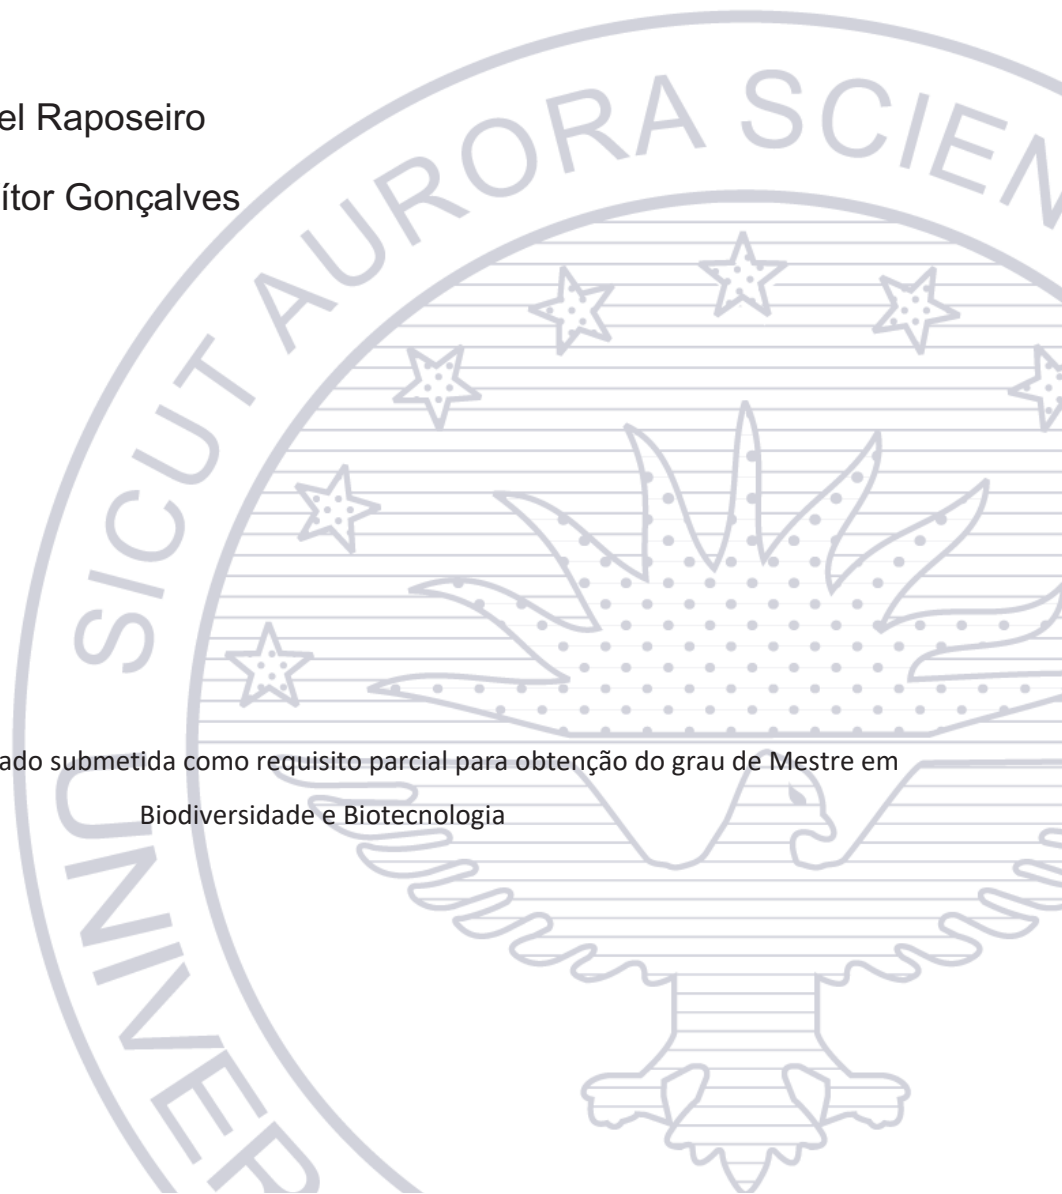 el Raposeiro
ítor Gonçalves
SICUT AURORA SCIEN
ado submetida como requisito parcial para obtenção do grau de Mestre em
Biodiversidade e Biotecnologia
UNIVER